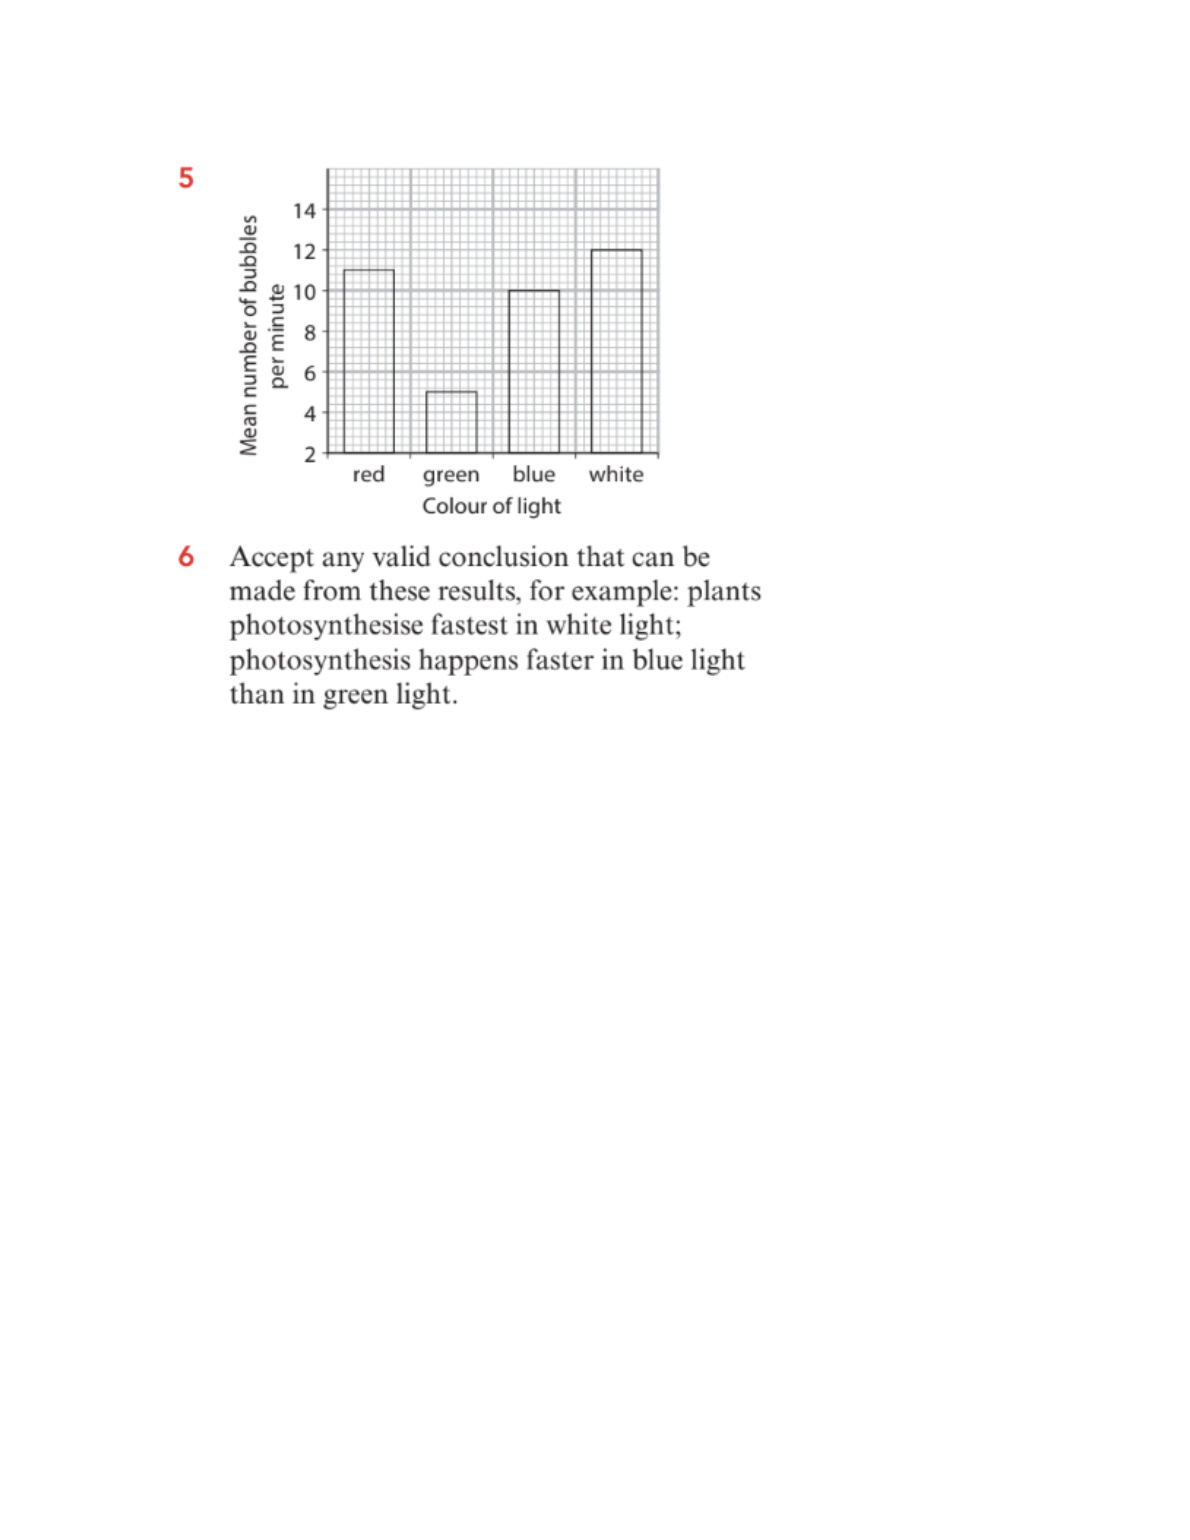 5
Mean number of bubbles
per minute
14
12
10
8
6
4
2
red green blue white
Colour of light
6 Accept any valid conclusion that can be
made from these results, for example: plants
photosynthesise fastest in white light;
photosynthesis happens faster in blue light
than in green light.